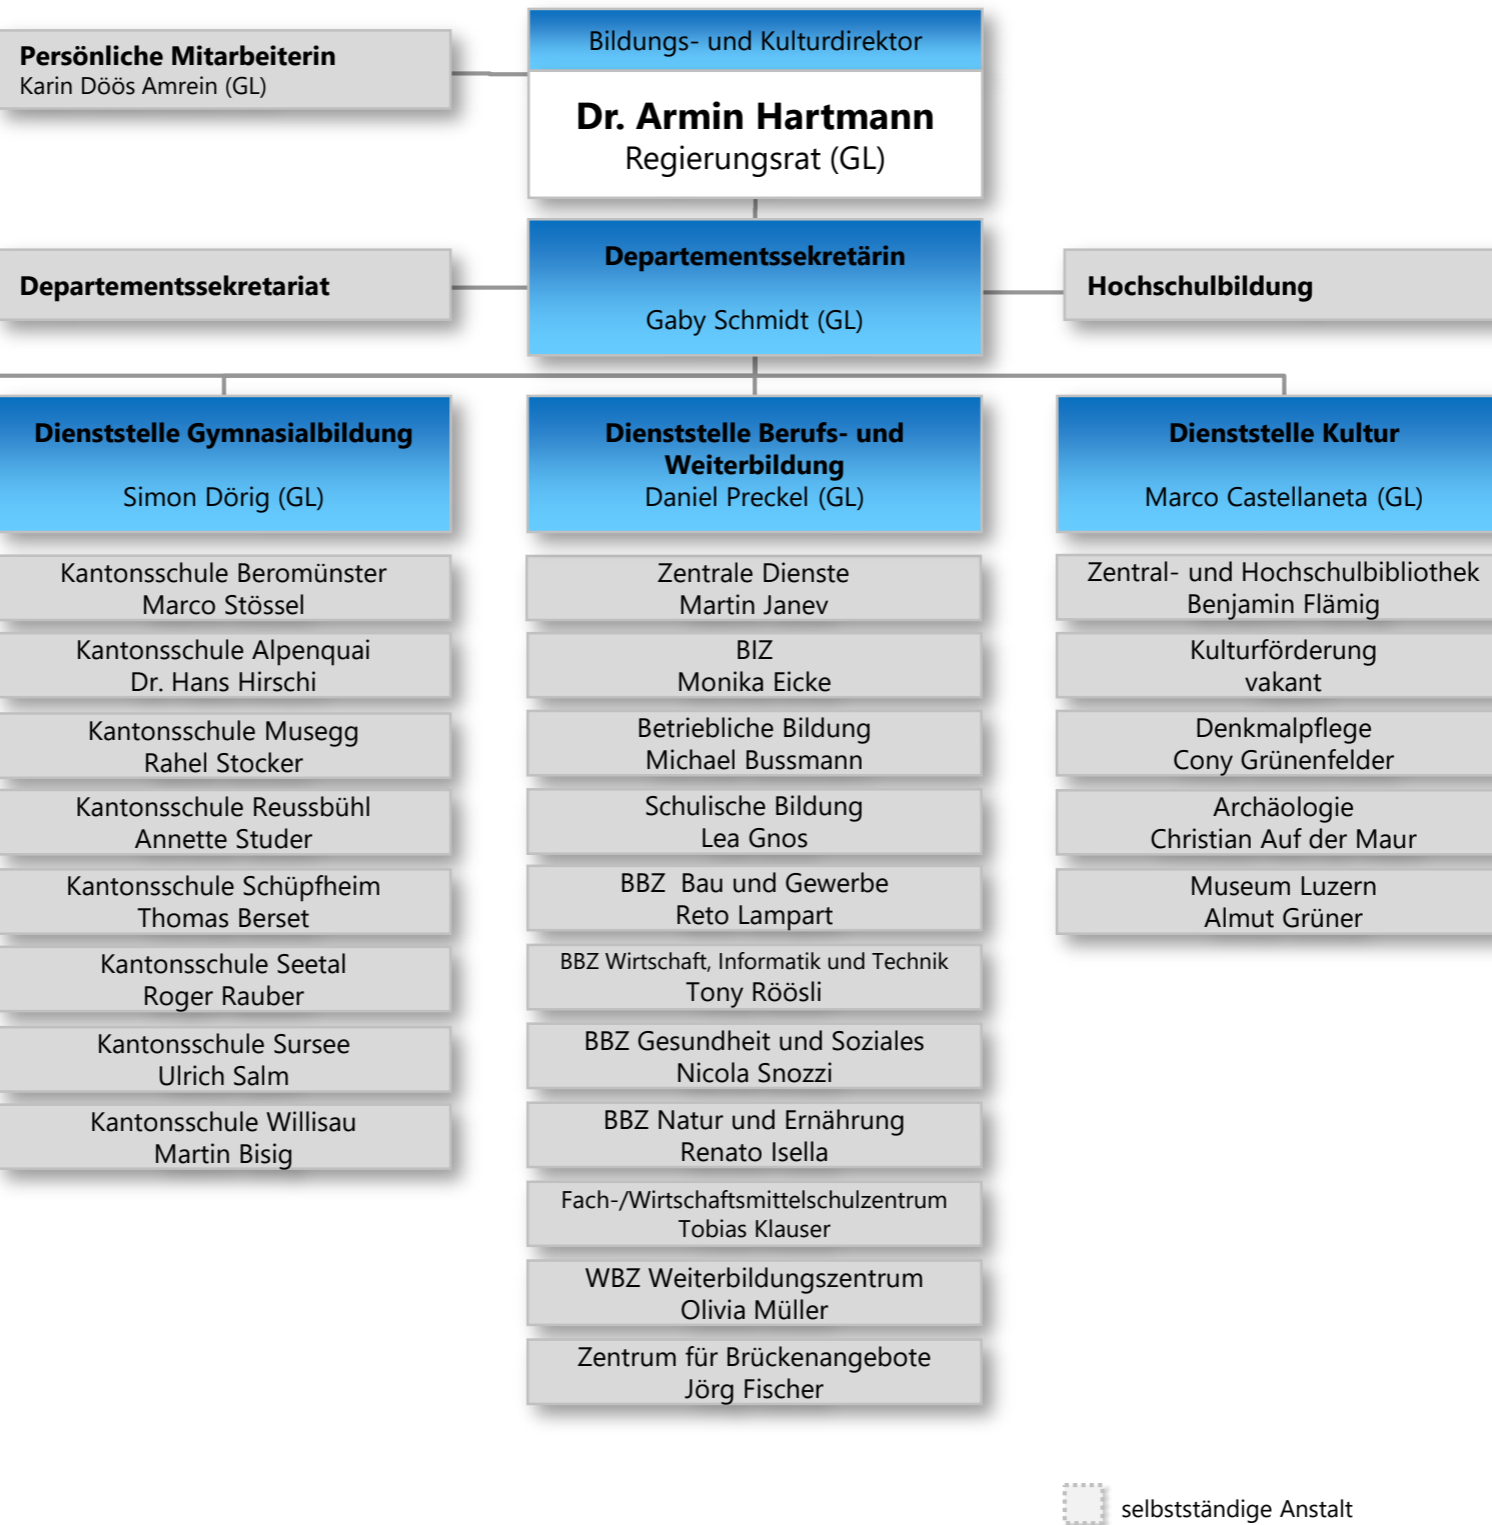 Persönliche Mitarbeiterin
Karin Döös Amrein (GL)
Bildungs- und Kulturdirektor
Dr. Armin Hartmann
Regierungsrat (GL)
Departementssekretariat
Departementssekretärin
Gaby Schmidt (GL)
Hochschulbildung
Dienststelle Gymnasialbildung
Simon Dörig (GL)
Kantonsschule Beromünster
Marco Stössel
Kantonsschule Alpenquai
Dr. Hans Hirschi
Kantonsschule Musegg
Rahel Stocker
Kantonsschule Reussbühl
Annette Studer
Kantonsschule Schüpfheim
Thomas Berset
Kantonsschule Seetal
Roger Rauber
Kantonsschule Sursee
Ulrich Salm
Kantonsschule Willisau
Martin Bisig
Dienststelle Berufs- und
Weiterbildung
Daniel Preckel (GL)
Zentrale Dienste
Martin Janev
BIZ
Monika Eicke
Betriebliche Bildung
Michael Bussmann
Schulische Bildung
Lea Gnos
BBZ  Bau und Gewerbe
Reto Lampart
BBZ Wirtschaft, Informatik und Technik
Tony Röösli
BBZ Gesundheit und Soziales
Nicola Snozzi
BBZ Natur und Ernährung
Renato Isella
Fach-/Wirtschaftsmittelschulzentrum
Tobias Klauser
WBZ Weiterbildungszentrum
Olivia Müller
Zentrum für Brückenangebote
Jörg Fischer
Dienststelle Kultur
Marco Castellaneta (GL)
Zentral- und Hochschulbibliothek
Benjamin Flämig
Kulturförderung
vakant
Denkmalpflege
Cony Grünenfelder
Archäologie
Christian Auf der Maur
Museum Luzern
Almut Grüner
selbstständige Anstalt